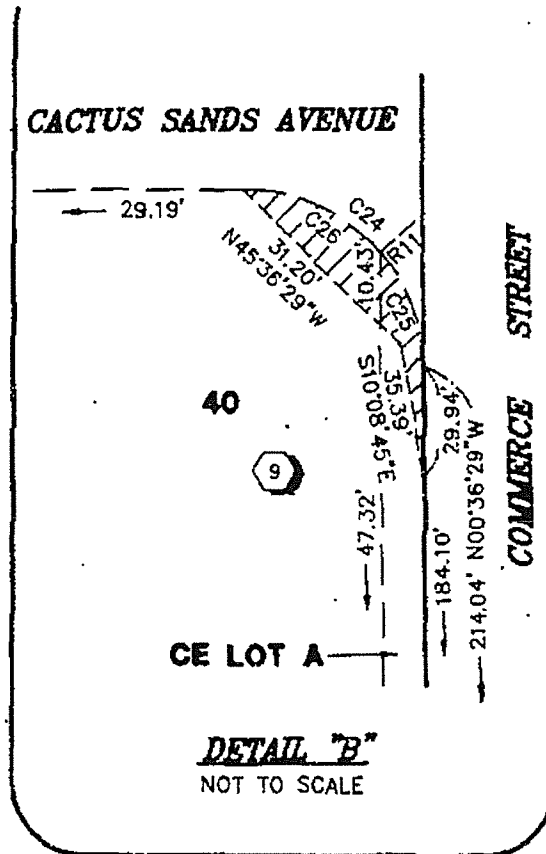 CACTUS SANDS AVENUE
29.19'
C24
C26
R11
31.20'
N45°36'29"W
10.43'
C25
COMMERCE STREET
35.39'
S10°08'45"E
29.94'
40
9
47.32'
184.10'
214.04' N00°36'29"W
CE LOT A
DETAIL "B"
NOT TO SCALE